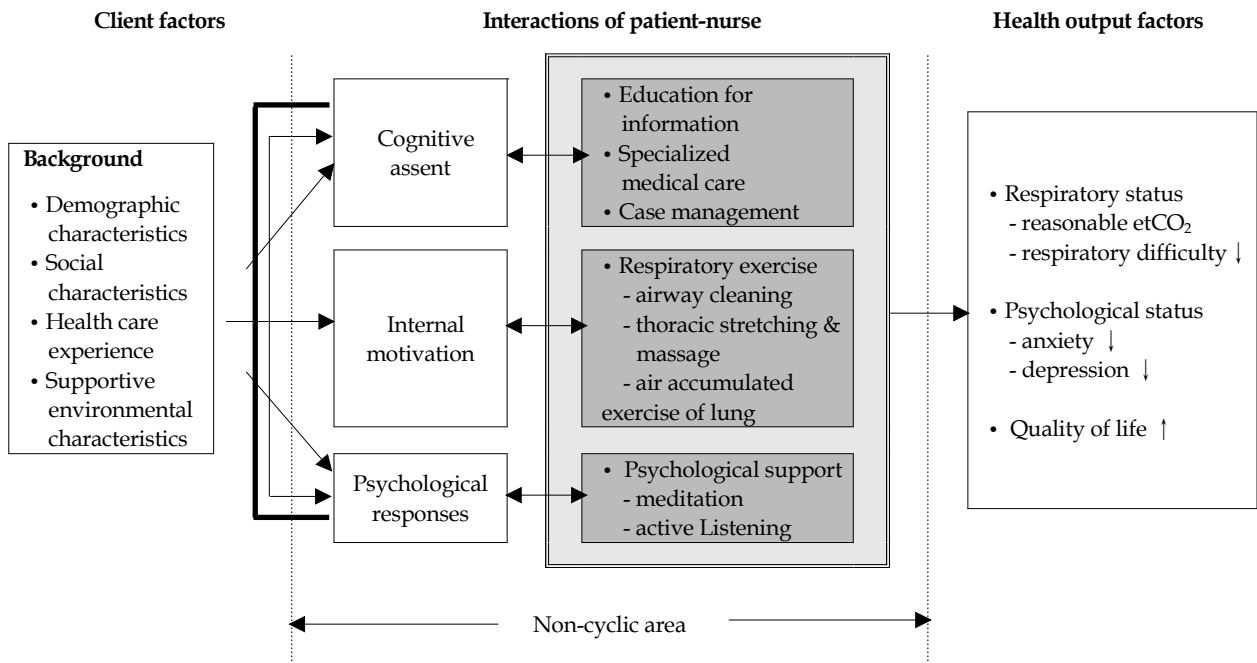 Client factors
Interactions of patient-nurse
Health output factors
Background
• Demographic
characteristics
• Social
characteristics
• Health care
experience
• Supportive
environmental
characteristics
Cognitive
assent
Internal
motivation
Psychological
responses
• Education for
information
• Specialized
medical care
• Case management
• Respiratory exercise
- airway cleaning
- thoracic stretching &
massage
- air accumulated
exercise of lung
• Psychological support
- meditation
- active Listening
• Respiratory status
- reasonable etCO₂
- respiratory difficulty ↓
• Psychological status
- anxiety ↓
- depression ↓
• Quality of life ↑
Non-cyclic area